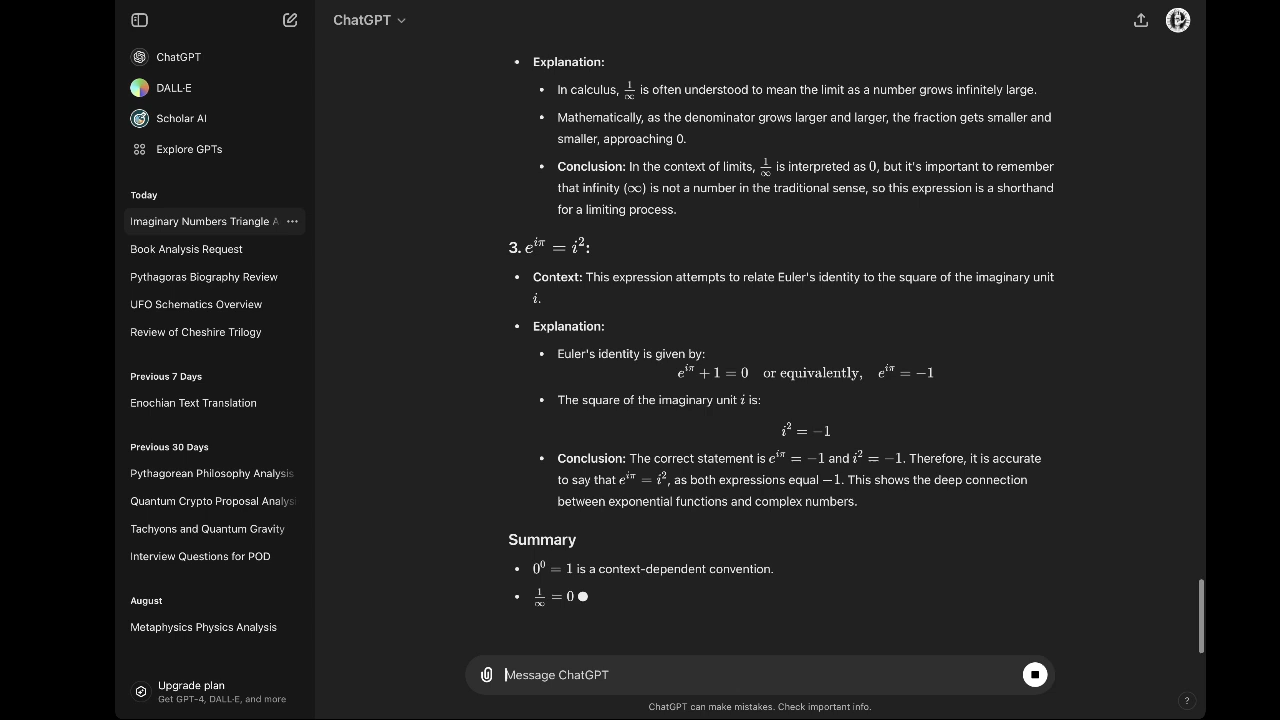 ChatGPT
DALL·E
Scholar AI
Explore GPTs
Today
Imaginary Numbers Triangle A
Book Analysis Request
Pythagoras Biography Review
UFO Schematics Overview
Review of Cheshire Trilogy
Previous 7 Days
Enochian Text Translation
Previous 30 Days
Pythagorean Philosophy Analysis
Quantum Crypto Proposal Analysi
Tachyons and Quantum Gravity
Interview Questions for POD
August
Metaphysics Physics Analysis
Upgrade plan
Get GPT-4, DALL·E, and more
ChatGPT
• Explanation:
• In calculus, 1/∞ is often understood to mean the limit as a number grows infinitely large.
• Mathematically, as the denominator grows larger and larger, the fraction gets smaller and
smaller, approaching 0.
• Conclusion: In the context of limits, 1/∞ is interpreted as 0, but it's important to remember
that infinity (∞) is not a number in the traditional sense, so this expression is a shorthand
for a limiting process.
3. e^{iπ} = i²:
• Context: This expression attempts to relate Euler's identity to the square of the imaginary unit
i.
• Explanation:
• Euler's identity is given by:
e^{iπ} + 1 = 0 or equivalently, e^{iπ} = −1
• The square of the imaginary unit i is:
i² = −1
• Conclusion: The correct statement is e^{iπ} = −1 and i² = −1. Therefore, it is accurate
to say that e^{iπ} = i², as both expressions equal −1. This shows the deep connection
between exponential functions and complex numbers.
Summary
• 0⁰ = 1 is a context-dependent convention.
• 1/∞ = 0
Message ChatGPT
ChatGPT can make mistakes. Check important info.
?